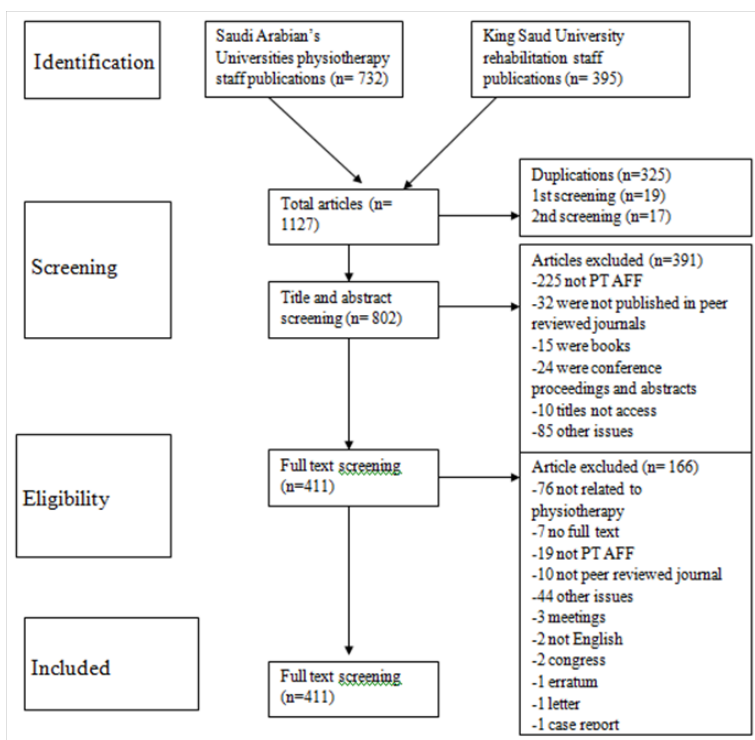 Identification
Saudi Arabian's
Universities physiotherapy
staff publications (n= 732)
King Saud University
rehabilitation staff
publications (n= 395)
Screening
Total articles (n=
1127)
Duplications (n=325)
1st screening (n=19)
2nd screening (n=17)
Title and abstract
screening (n= 802)
Articles excluded (n=391)
-225 not PT AFF
-32 were not published in peer
reviewed journals
-15 were books
-24 were conference
proceedings and abstracts
-10 titles not access
-85 other issues
Eligibility
Full text screening
(n=411)
Article excluded (n= 166)
-76 not related to
physiotherapy
-7 no full text
-19 not PT AFF
-10 not peer reviewed journal
-44 other issues
-3 meetings
-2 not English
-2 congress
-1 erratum
-1 letter
-1 case report
Included
Full text screening
(n=411)